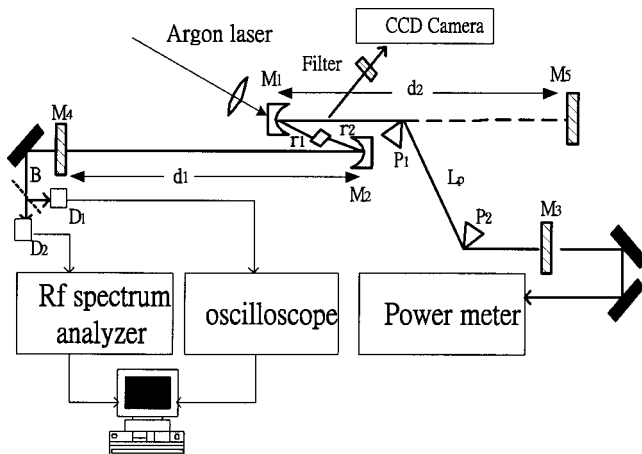 CCD Camera
Argon laser
Filter
M1
d2
M5
M4
r1
r2
P1
B
d1
M2
Lp
D1
D2
P2
M3
Rf spectrum
analyzer
oscilloscope
Power meter